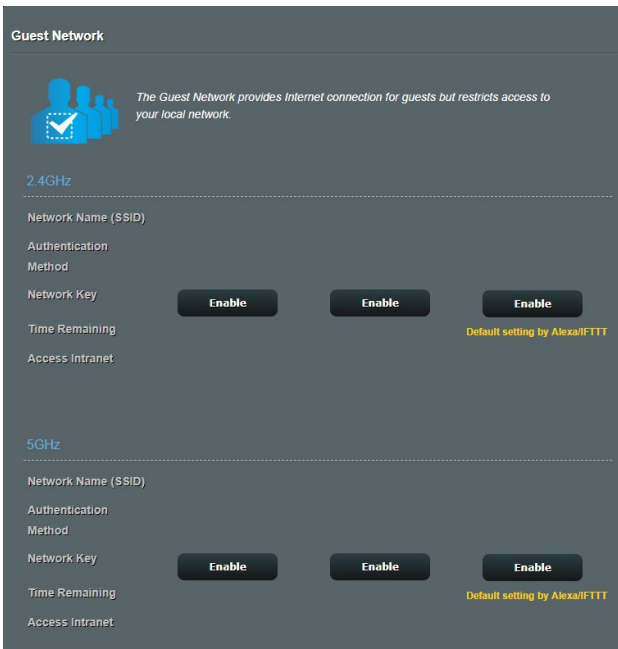 Guest Network
The Guest Network provides Internet connection for guests but restricts access to
your local network.
2.4GHz
Network Name (SSID)
Authentication
Method
Network Key
Enable Enable Enable
Time Remaining
Default setting by Alexa/IFTTT
Access Intranet
5GHz
Network Name (SSID)
Authentication
Method
Network Key
Enable Enable Enable
Time Remaining
Default setting by Alexa/IFTTT
Access Intranet